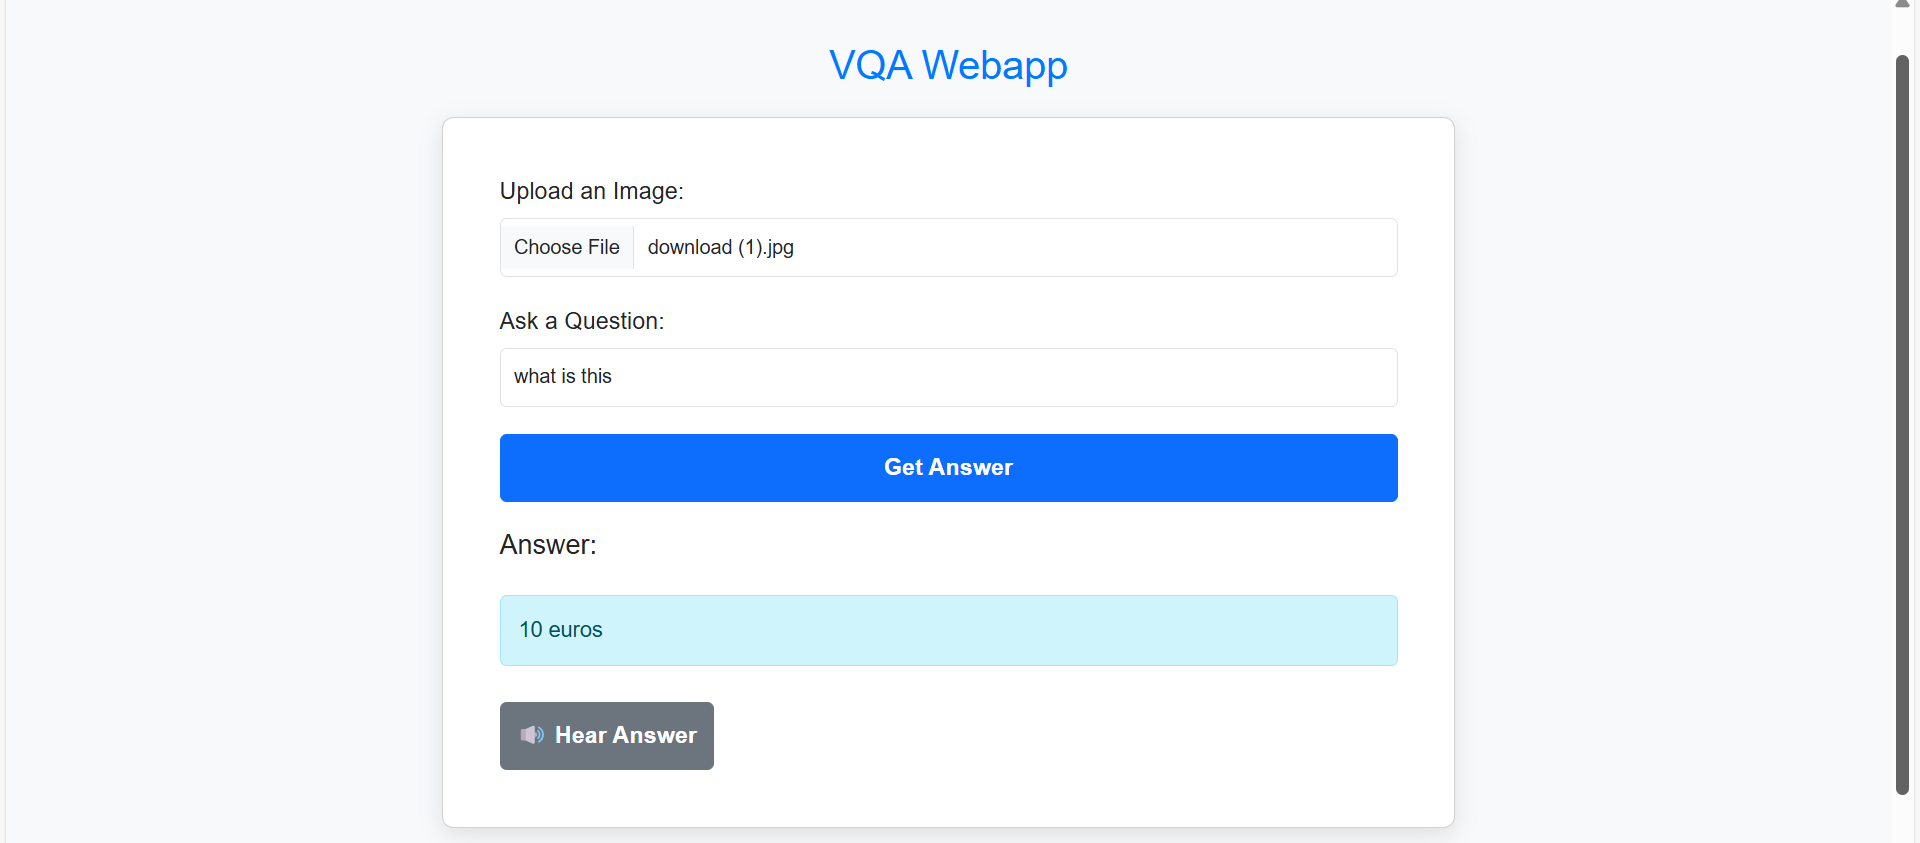 VQA Webapp
Upload an Image:
Choose File download (1).jpg
Ask a Question:
what is this
Get Answer
Answer:
10 euros
Hear Answer